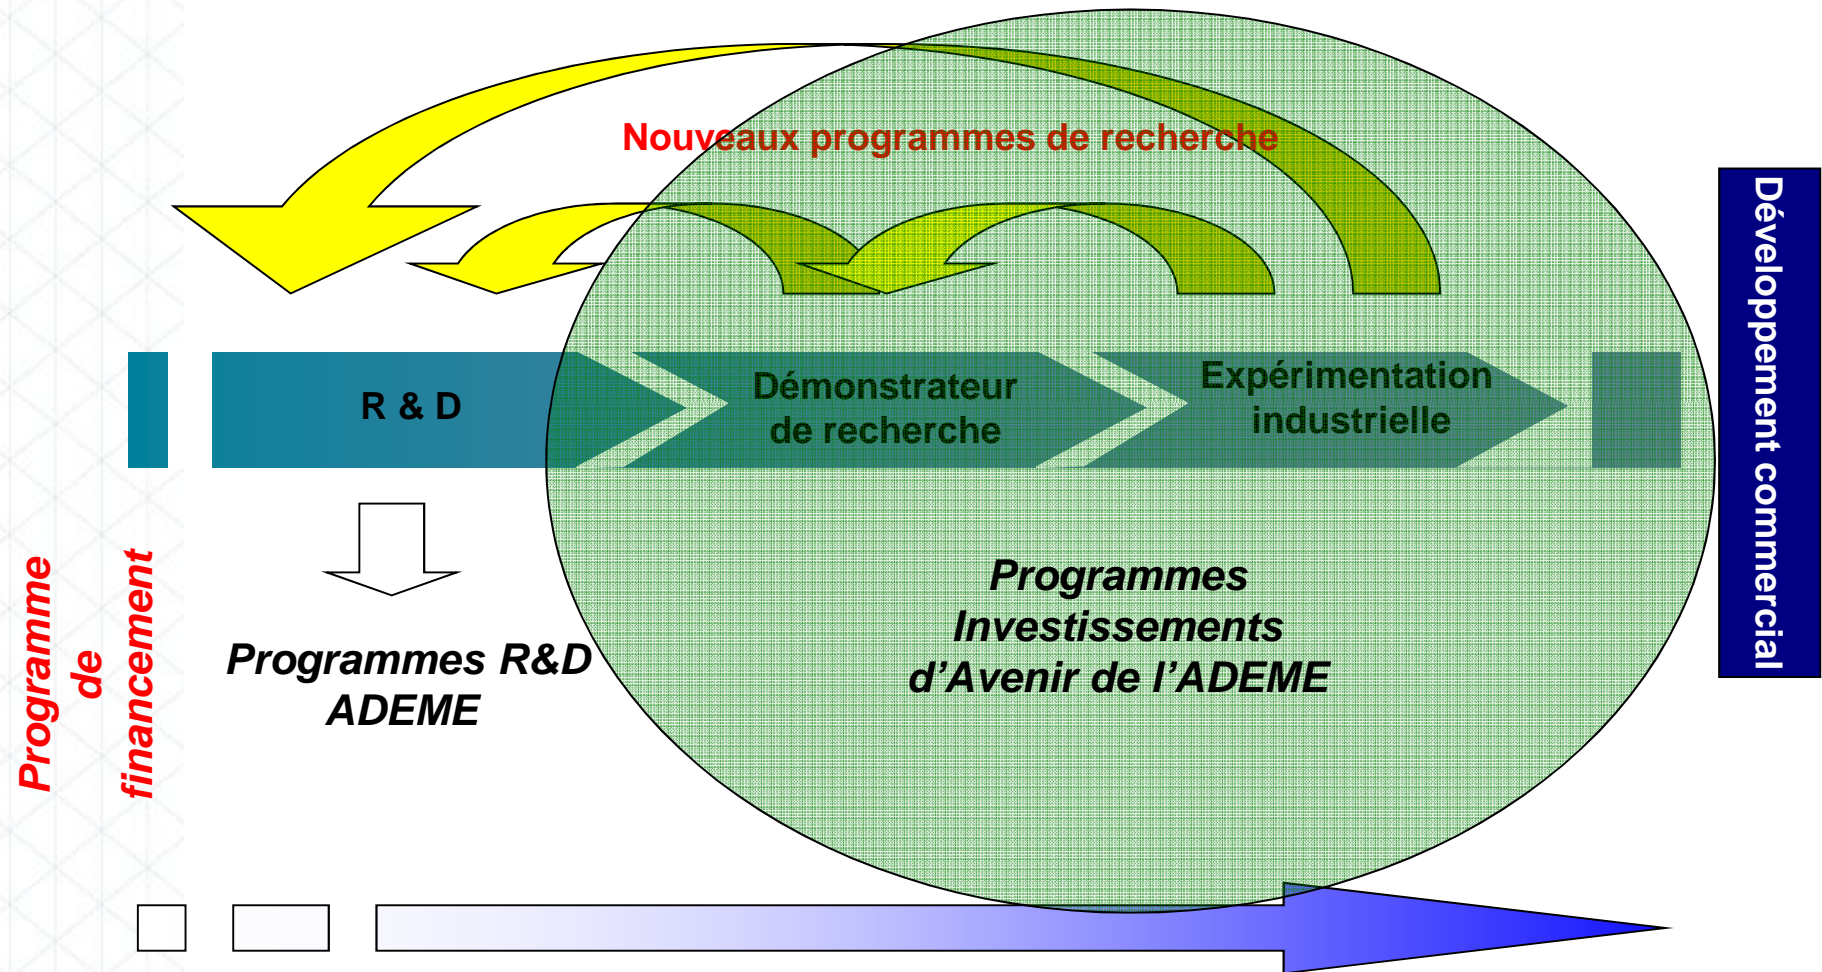 Nouveaux programmes de recherche
R & D
Démonstrateur
de recherche
Expérimentation
industrielle
Développement commercial
Programme
de
financement
Programmes R&D
ADEME
Programmes
Investissements
d’Avenir de l’ADEME